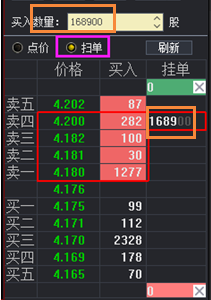 买入数量: 168900 股
点价 扫单 刷新
价格 买入 挂单
0
卖五 4.202 87
卖四 4.200 282 168900
卖三 4.182 100
卖二 4.181 30
卖一 4.180 1277
4.176
买一 4.175 99
买二 4.171 112
买三 4.170 2328
买四 4.169 178
买五 4.165 70
0